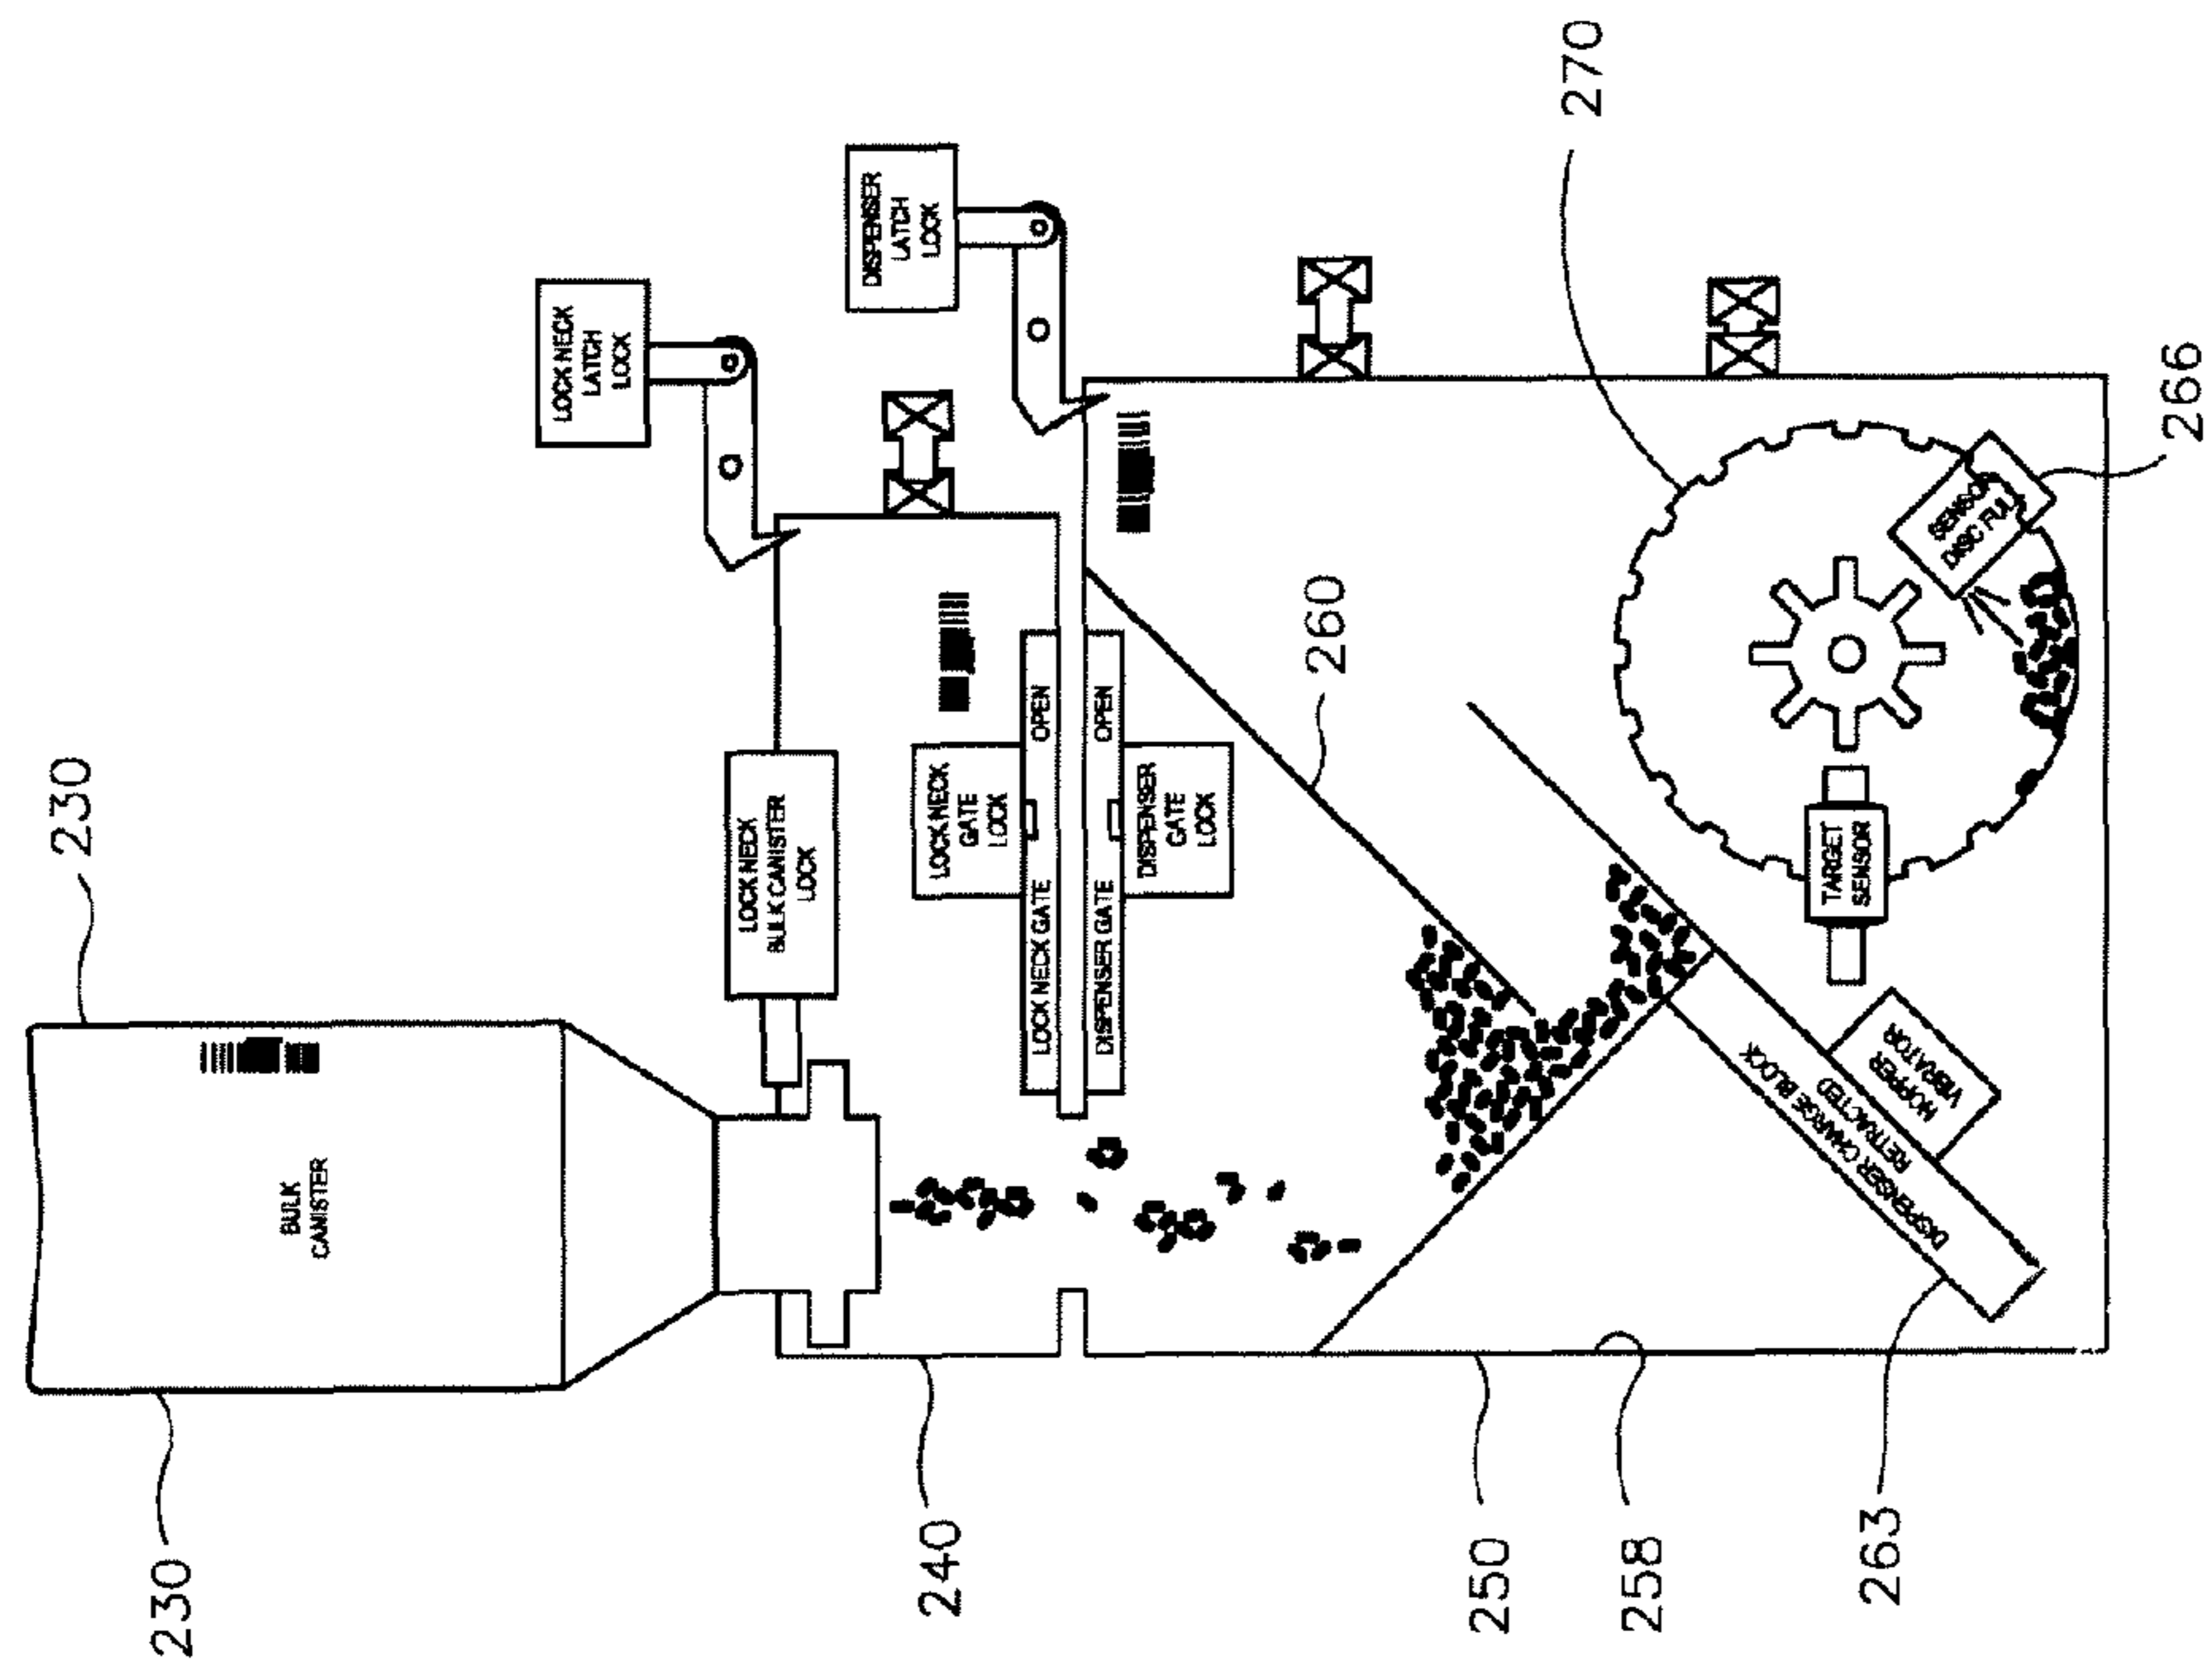 230
230
BULK
CANISTER
LOCK NECK
LATCH
LOCK
DISPENSER
LATCH
LOCK
LOCK NECK
BULK CANISTER
LOCK
240
LOCK NECK
GATE
LOCK
LOCK NECK GATE OPEN
DISPENSER GATE OPEN
DISPENSER
GATE
LOCK
260
270
250
258
263
DISPENSER CHARGE BLOCK
RETRACTED
HOPPER
VIBRATOR
TARGET
SENSOR
SENSOR
DISC FULL
266